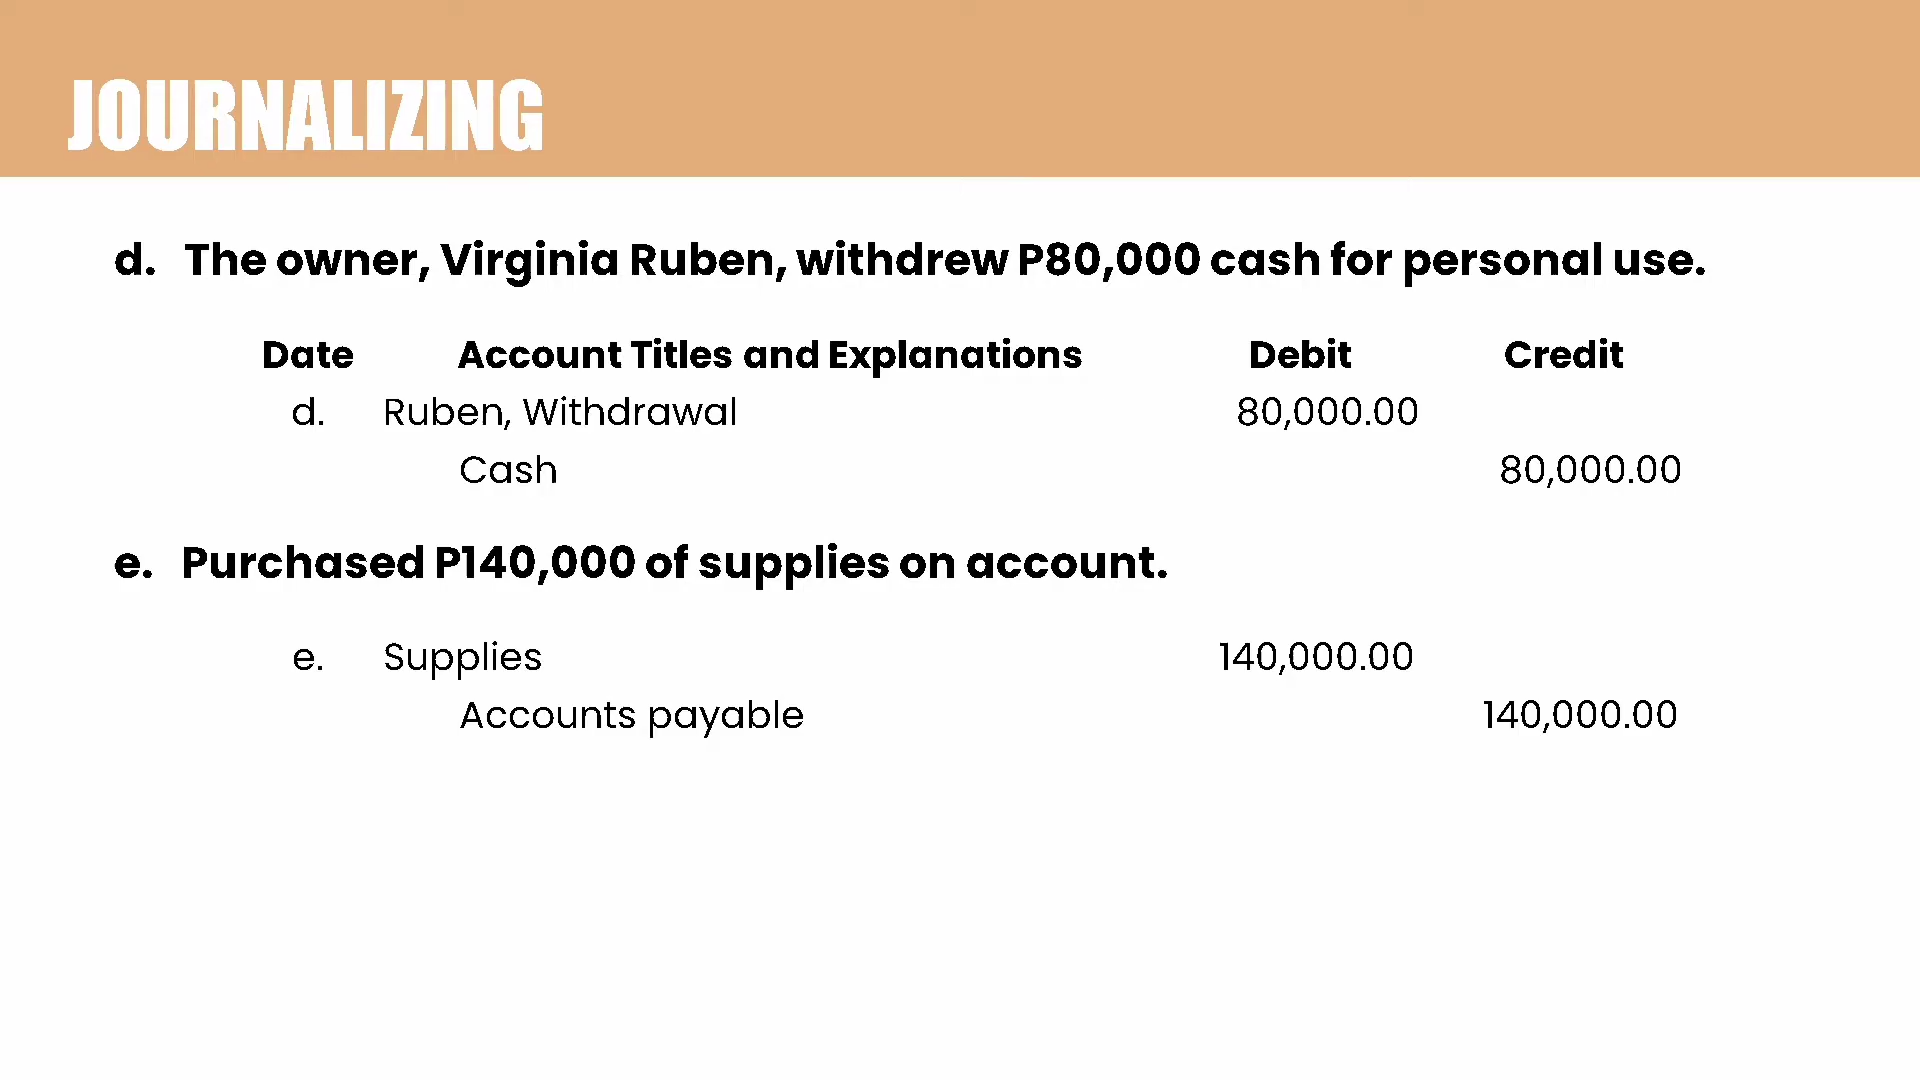 JOURNALIZING
d. The owner, Virginia Ruben, withdrew P80,000 cash for personal use.
Date Account Titles and Explanations Debit Credit
d. Ruben, Withdrawal 80,000.00
Cash 80,000.00
e. Purchased P140,000 of supplies on account.
e. Supplies 140,000.00
Accounts payable 140,000.00